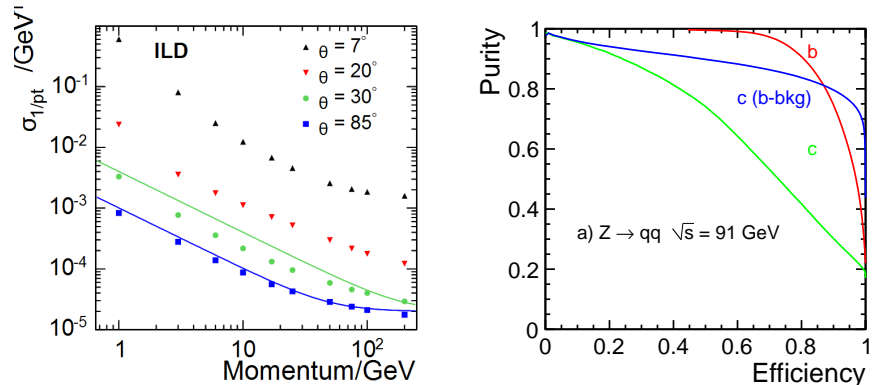 σ1/pt /GeV⁻¹
10⁻¹
10⁻²
10⁻³
10⁻⁴
10⁻⁵
ILD
θ = 7°
θ = 20°
θ = 30°
θ = 85°
1
10
10²
Momentum/GeV
Purity
1
0.8
0.6
0.4
0.2
0
b
c (b-bkg)
c
a) Z → qq √s = 91 GeV
0
0.2
0.4
0.6
0.8
1
Efficiency